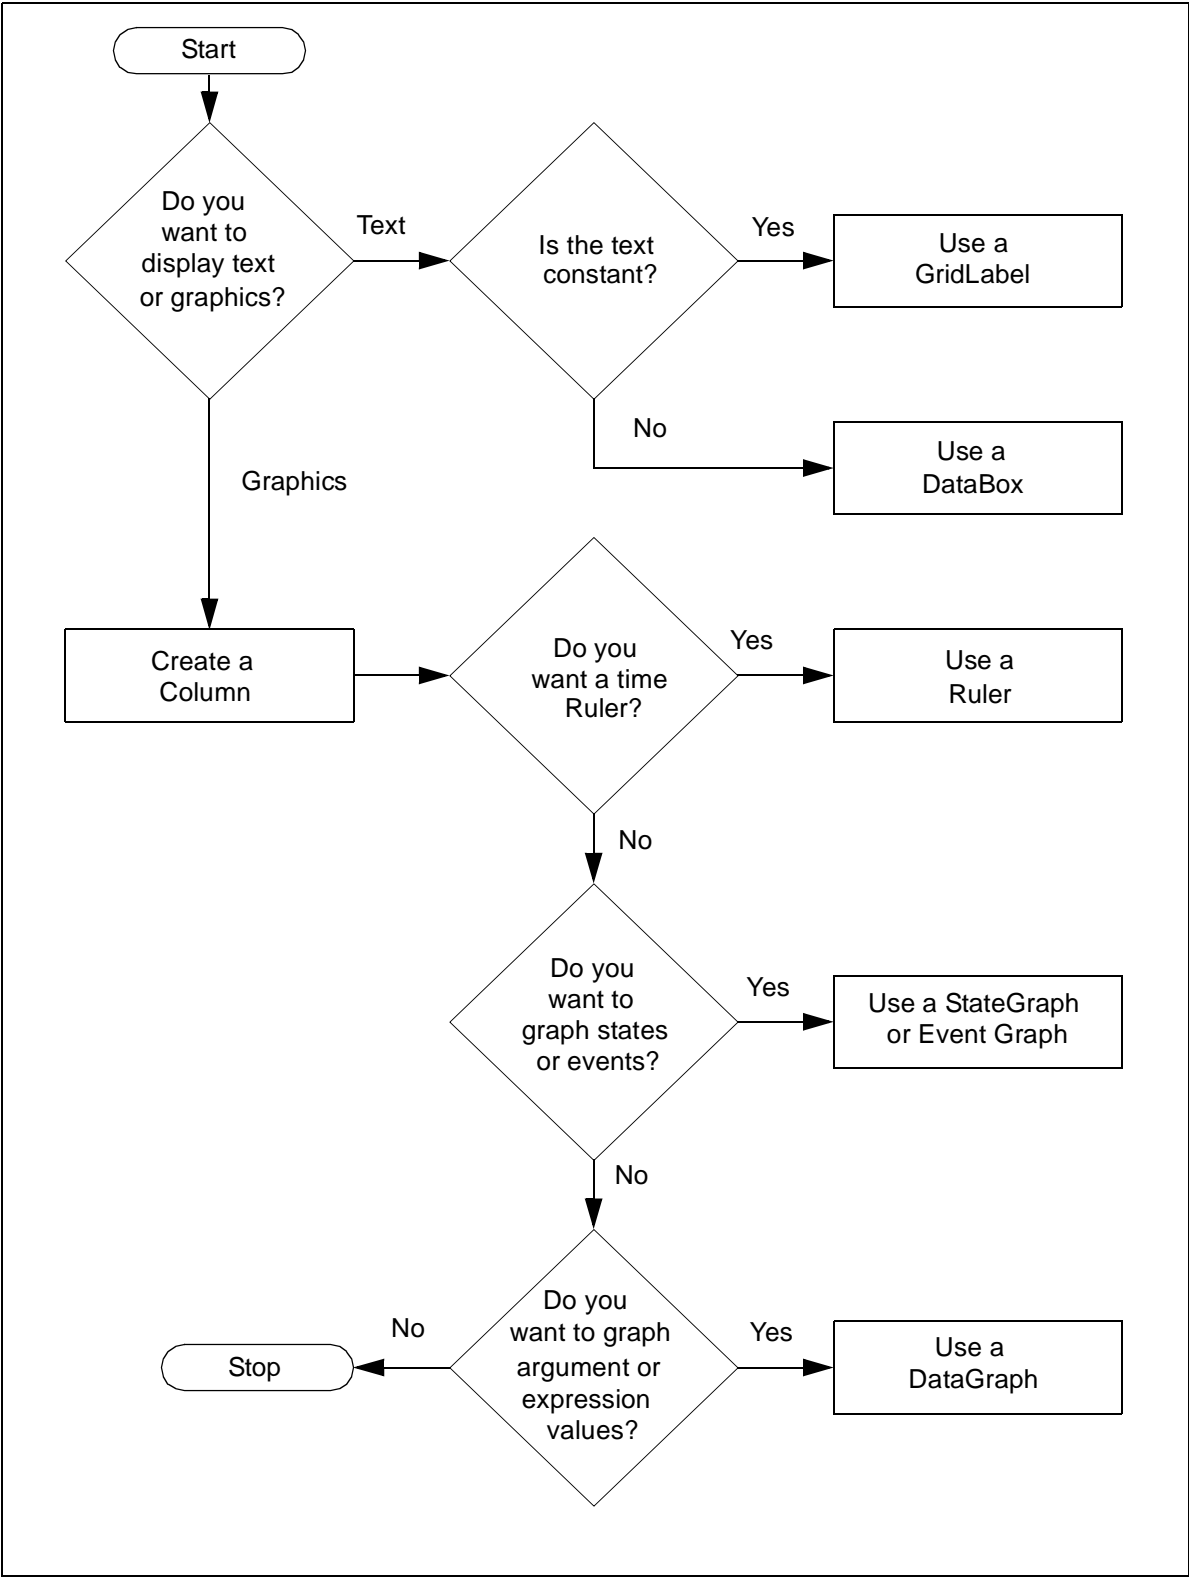 Start
Do you
want to
display text
or graphics?
Text
Is the text
constant?
Yes
Use a
GridLabel
No
Use a
DataBox
Graphics
Create a
Column
Do you
want a time
Ruler?
Yes
Use a
Ruler
No
Do you
want to
graph states
or events?
Yes
Use a StateGraph
or Event Graph
No
Do you
want to graph
argument or
expression
values?
Yes
Use a
DataGraph
No
Stop